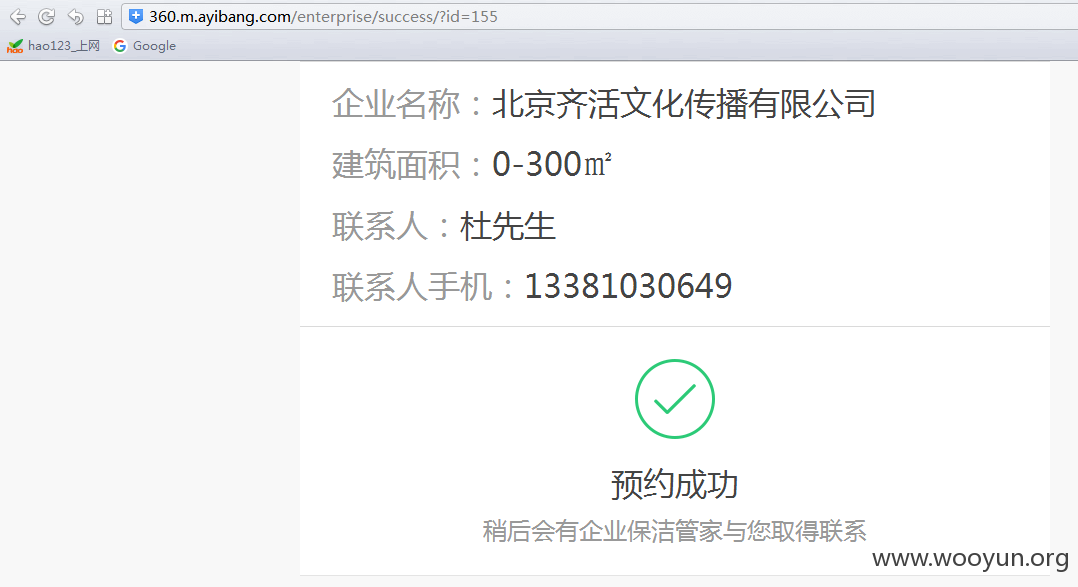 360.m.ayibang.com/enterprise/success/?id=155
hao123_上网 Google
企业名称：北京齐活文化传播有限公司
建筑面积：0-300㎡
联系人：杜先生
联系人手机：13381030649
预约成功
稍后会有企业保洁管家与您取得联系
www.wooyun.org